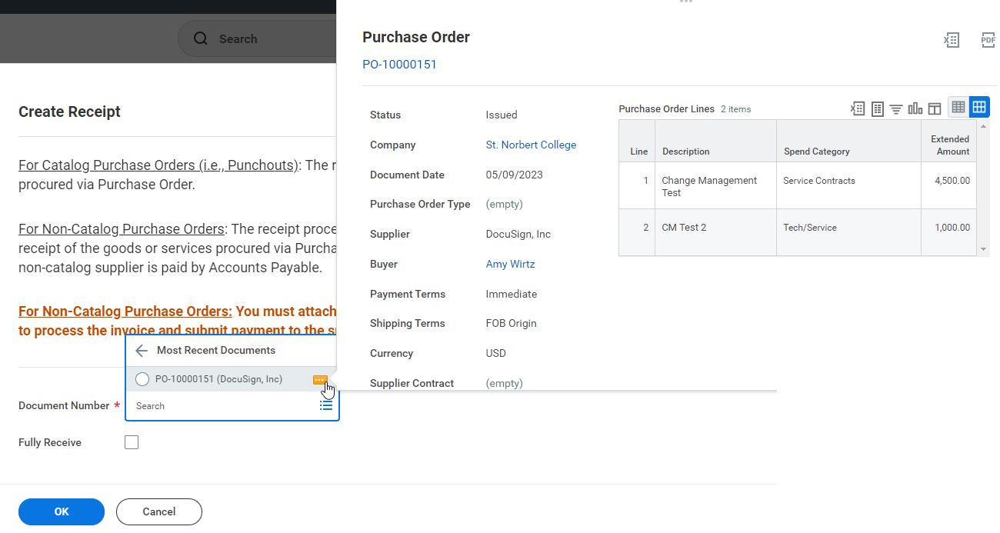 Search
Create Receipt
For Catalog Purchase Orders (i.e., Punchouts): The
procured via Purchase Order.
For Non-Catalog Purchase Orders: The receipt
receipt of the goods or services procured via
non-catalog supplier is paid by Accounts Payable.
For Non-Catalog Purchase Orders: You must attach
to process the invoice and submit payment to the
Most Recent Documents
PO-10000151 (DocuSign, Inc)
Document Number *
Search
Fully Receive
OK
Cancel
Purchase Order
PDF
PO-10000151
Status Issued
Company St. Norbert College
Document Date 05/09/2023
Purchase Order Type (empty)
Supplier DocuSign, Inc
Buyer Amy Wirtz
Payment Terms Immediate
Shipping Terms FOB Origin
Currency USD
Supplier Contract (empty)
Purchase Order Lines 2 items
Line Description Spend Category Extended
Amount
1 Change Management Service Contracts 4,500.00
Test
2 CM Test 2 Tech/Service 1,000.00